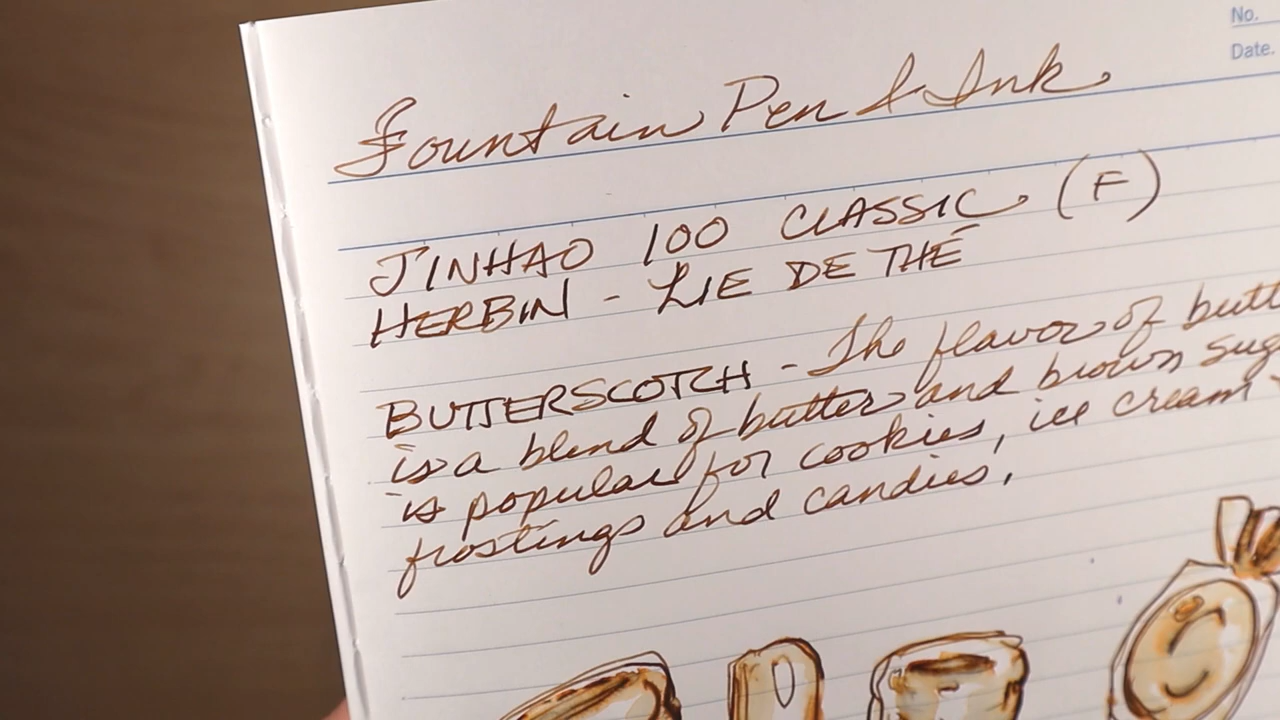 No.
Date.
Fountain Pen & Ink
JINHAO 100 CLASSIC (F)
HERBIN - LIE DE THÉ
BUTTERSCOTCH - The flavor of butt
is a blend of butter and brown sug
is popular for cookies, ice cream
frostings and candies.